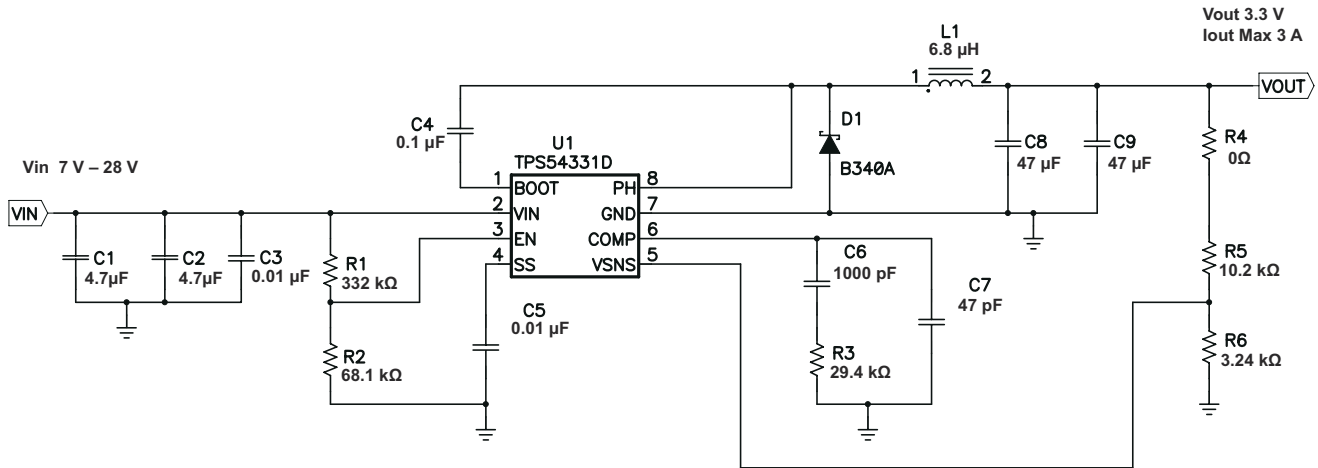 Vout 3.3 V
Iout Max 3 A
L1
6.8 µH
1
2
VOUT
C4
0.1 µF
D1
B340A
C8
47 µF
C9
47 µF
R4
0Ω
U1
TPS54331D
Vin 7 V – 28 V
VIN
1
BOOT
PH
8
2
VIN
GND
7
3
EN
COMP
6
4
SS
VSNS
5
C1
4.7µF
C2
4.7µF
C3
0.01 µF
R1
332 kΩ
C6
1000 pF
C7
47 pF
R5
10.2 kΩ
C5
0.01 µF
R2
68.1 kΩ
R3
29.4 kΩ
R6
3.24 kΩ